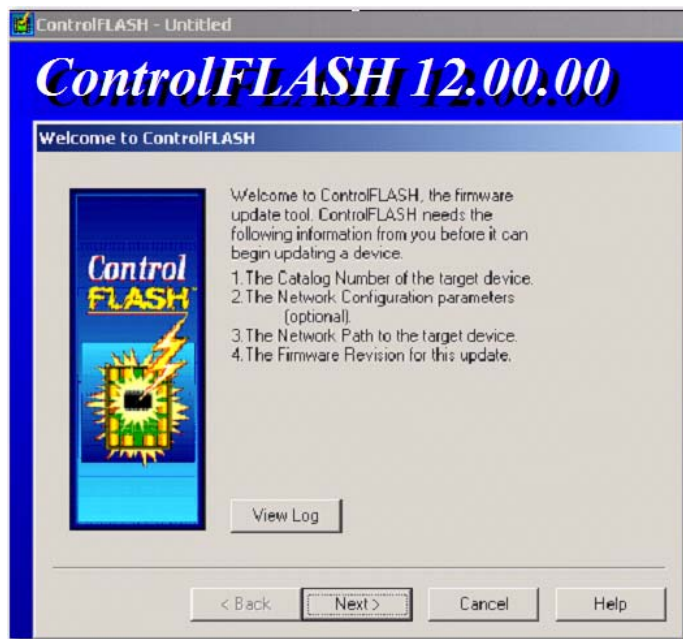 ControlFLASH - Untitled
ControlFLASH 12.00.00
Welcome to ControlFLASH
Control
FLASH
Welcome to ControlFLASH, the firmware
update tool. ControlFLASH needs the
following information from you before it can
begin updating a device.
1. The Catalog Number of the target device.
2. The Network Configuration parameters
(optional).
3. The Network Path to the target device.
4. The Firmware Revision for this update.
View Log
< Back
Next >
Cancel
Help